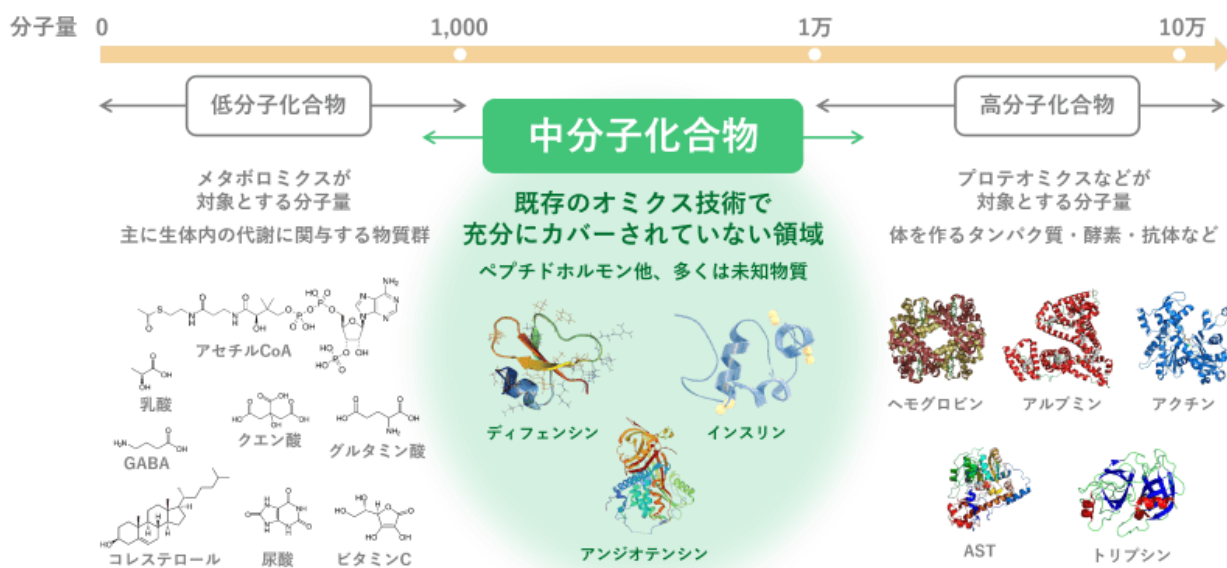 分子量 0 1,000 1万 10万
低分子化合物
中分子化合物
高分子化合物
メタボロミクスが
対象とする分子量
主に生体内の代謝に関与する物質群
既存のオミクス技術で
充分にカバーされていない領域
ペプチドホルモン他、多くは未知物質
プロテオミクスなどが
対象とする分子量
体を作るタンパク質・酵素・抗体など
アセチルCoA
乳酸
クエン酸
グルタミン酸
GABA
コレステロール
尿酸
ビタミンC
ディフェンシン
インスリン
アンジオテンシン
ヘモグロビン
アルブミン
アクチン
AST
トリプシン